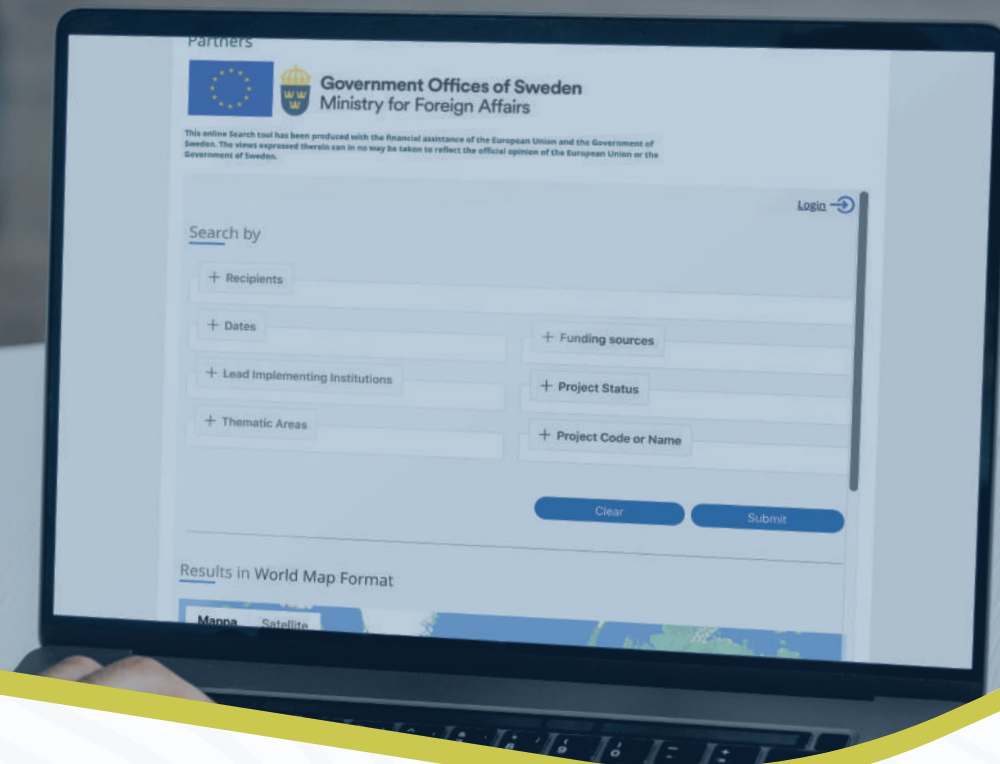 Partners
Government Offices of Sweden
Ministry for Foreign Affairs
This online Search tool has been produced with the financial assistance of the European Union and the Government of
Sweden. The views expressed therein can in no way be taken to reflect the official opinion of the European Union or the
Government of Sweden.
Login
Search by
+ Recipients
+ Dates
+ Funding sources
+ Lead Implementing Institutions
+ Project Status
+ Thematic Areas
+ Project Code or Name
Clear
Submit
Results in World Map Format
Mappa
Satellite